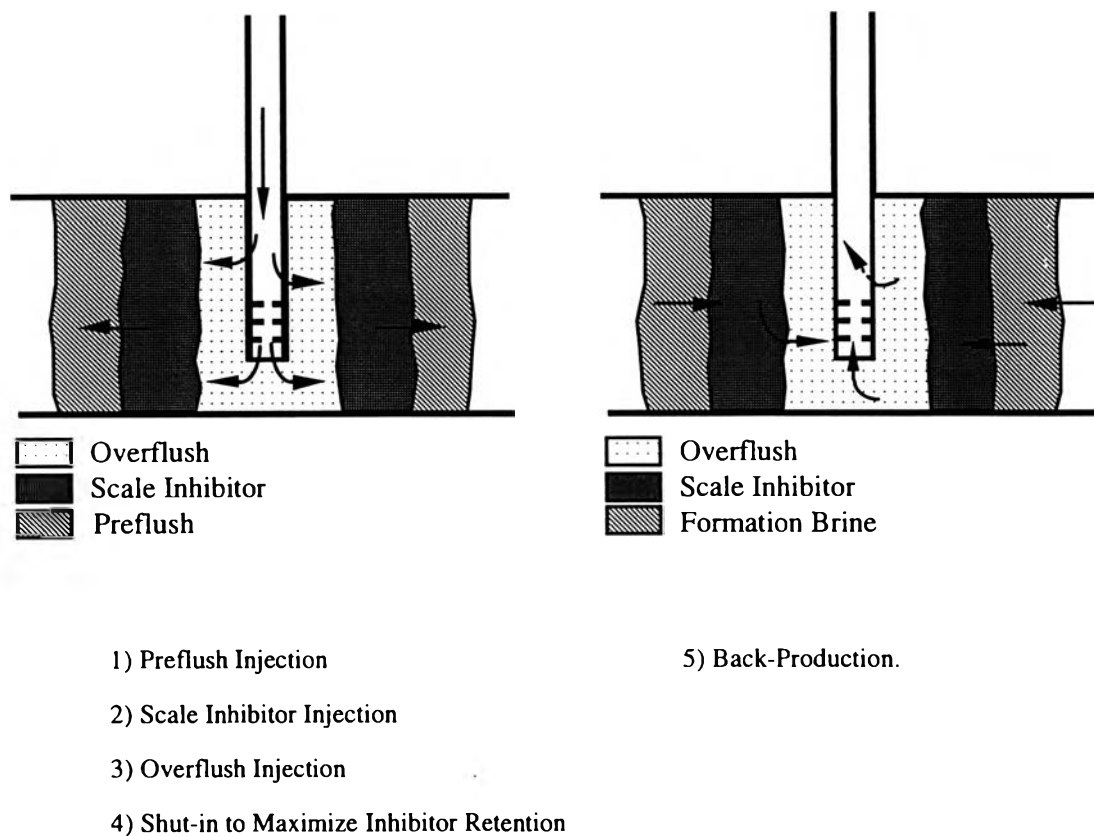 Overflush
Scale Inhibitor
Preflush
Overflush
Scale Inhibitor
Formation Brine
1) Preflush Injection
2) Scale Inhibitor Injection
3) Overflush Injection
4) Shut-in to Maximize Inhibitor Retention
5) Back-Production.